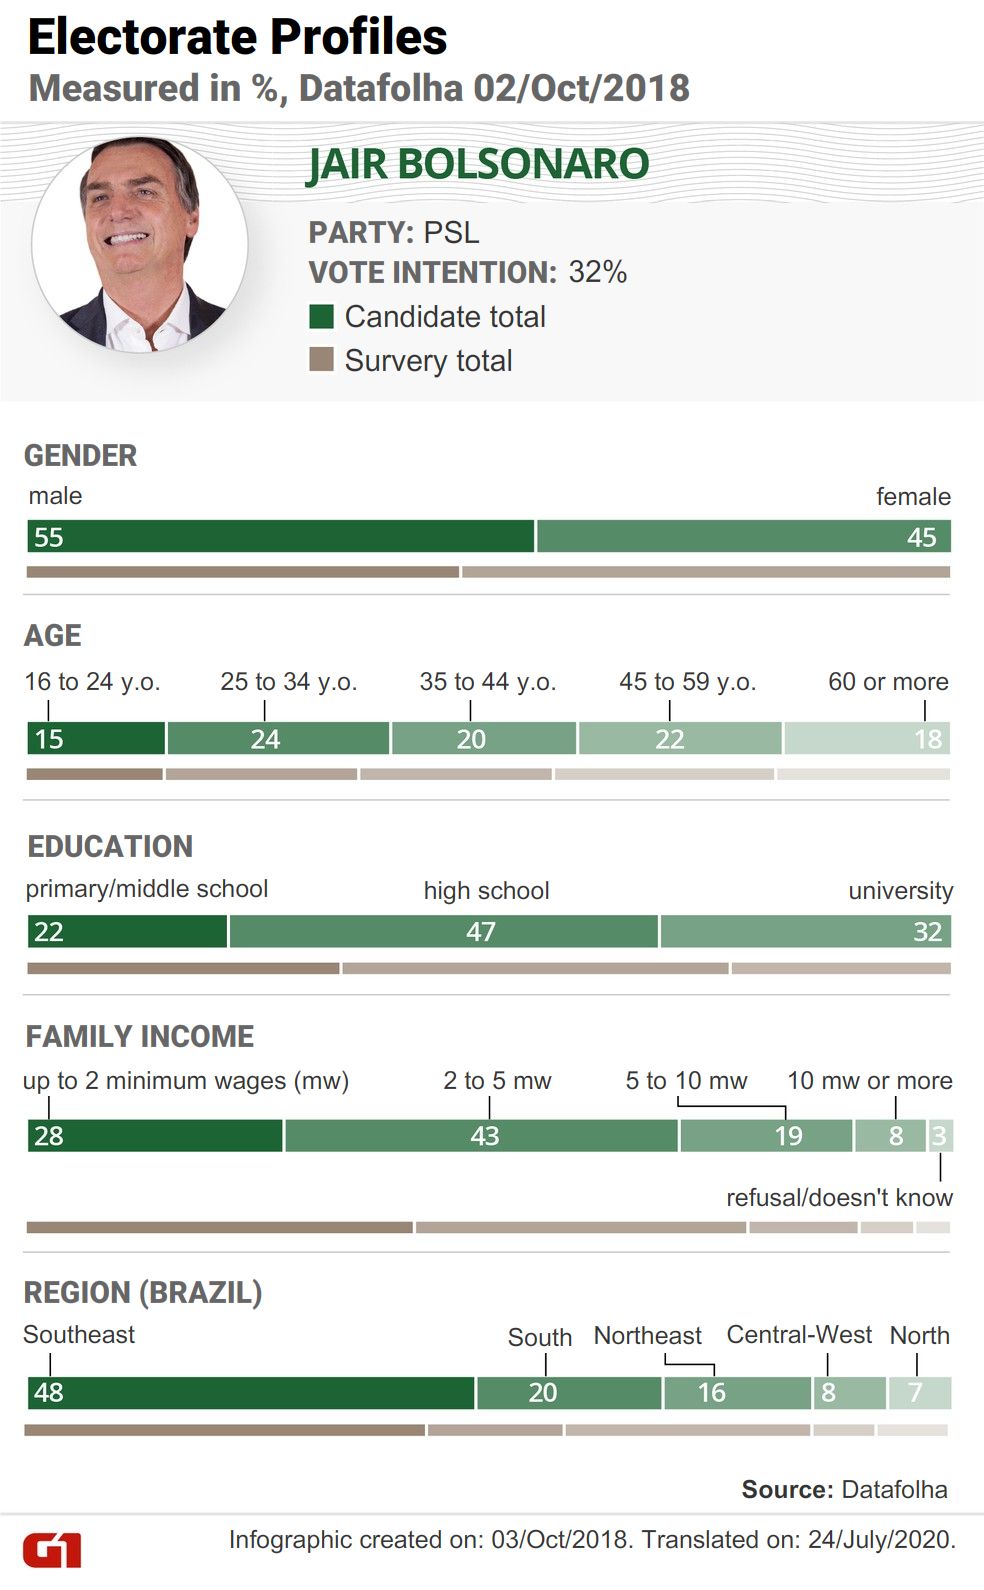 Electorate Profiles
Measured in %, Datafolha 02/Oct/2018
JAIR BOLSONARO
PARTY: PSL
VOTE INTENTION: 32%
Candidate total
Survery total
GENDER
male female
55 45
AGE
16 to 24 y.o. 25 to 34 y.o. 35 to 44 y.o. 45 to 59 y.o. 60 or more
15 24 20 22 18
EDUCATION
primary/middle school high school university
22 47 32
FAMILY INCOME
up to 2 minimum wages (mw) 2 to 5 mw 5 to 10 mw 10 mw or more
28 43 19 8 3
refusal/doesn't know
REGION (BRAZIL)
Southeast South Northeast Central-West North
48 20 16 8 7
Source: Datafolha
G1 Infographic created on: 03/Oct/2018. Translated on: 24/July/2020.